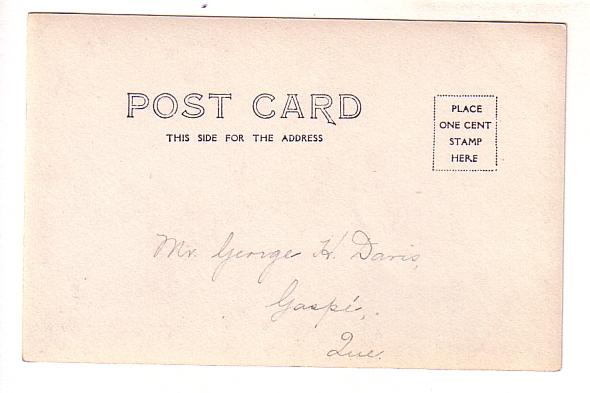 POST CARD
THIS SIDE FOR THE ADDRESS
PLACE
ONE CENT
STAMP
HERE
Mr. George H. Davis,
Gaspé,.
Que.